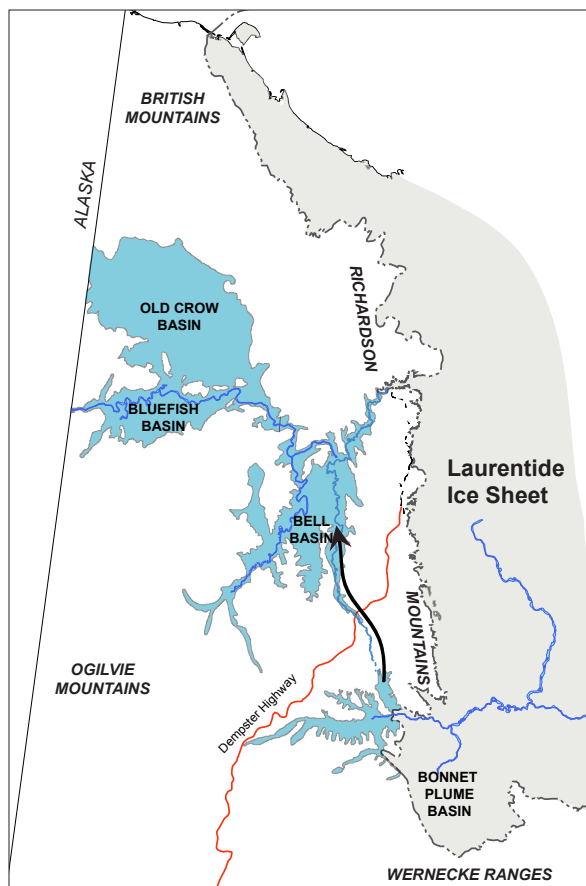 BRITISH
MOUNTAINS
ALASKA
RICHARDSON
OLD CROW
BASIN
BLUEFISH
BASIN
Laurentide
Ice Sheet
BELL
BASIN
MOUNTAINS
OGILVIE
MOUNTAINS
Dempster Highway
BONNET
PLUME
BASIN
WERNECKE RANGES